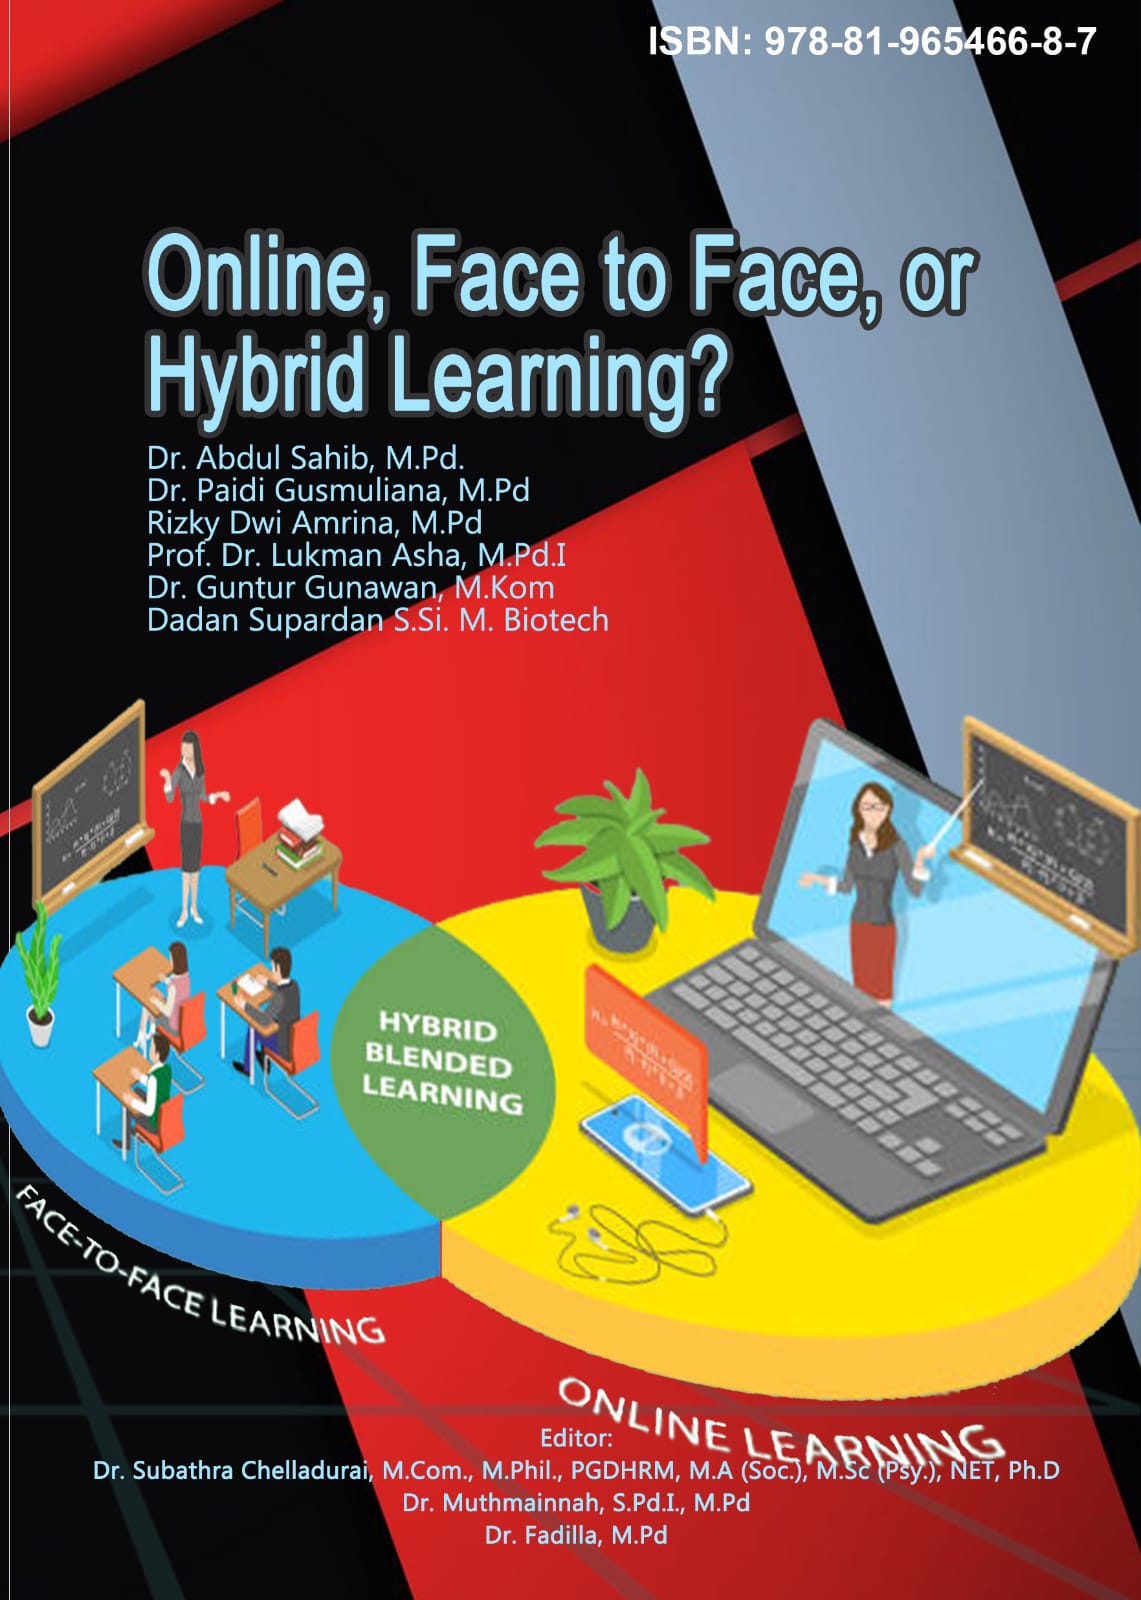 ISBN: 978-81-965466-8-7
Online, Face to Face, or
Hybrid Learning?
Dr. Abdul Sahib, M.Pd.
Dr. Paidi Gusmuliana, M.Pd
Rizky Dwi Amrina, M.Pd
Prof. Dr. Lukman Asha, M.Pd.I
Dr. Guntur Gunawan, M.Kom
Dadan Supardan S.Si. M. Biotech
HYBRID
BLENDED
LEARNING
FACE-TO-FACE LEARNING
ONLINE LEARNING
Editor:
Dr. Subathra Chelladurai, M.Com., M.Phil., PGDHRM, M.A (Soc.), M.Sc (Psy.), NET, Ph.D
Dr. Muthmainnah, S.Pd.I., M.Pd
Dr. Fadilla, M.Pd